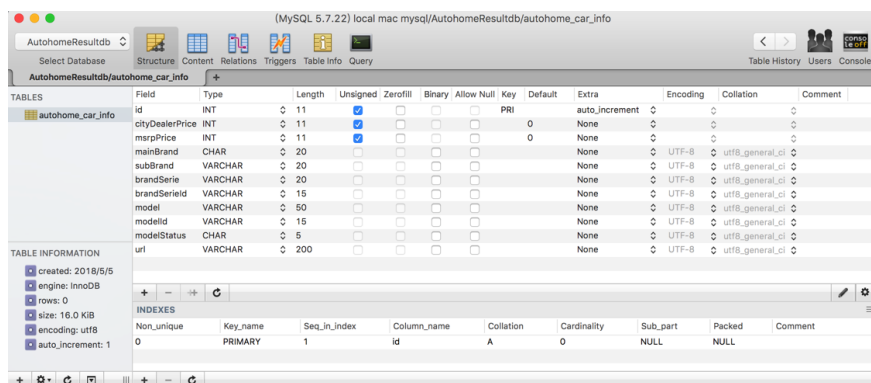 (MySQL 5.7.22) local mac mysql/AutohomeResultdb/autohome_car_info
AutohomeResultdb
Select Database
Structure Content Relations Triggers Table Info Query
Table History Users Console
conso
le off
AutohomeResultdb/autohome_car_info +
TABLES
autohome_car_info
Field Type Length Unsigned Zerofill Binary Allow Null Key Default Extra Encoding Collation Comment
id INT 11 PRI auto_increment
cityDealerPrice INT 11 0 None
msrpPrice INT 11 0 None
mainBrand CHAR 20 None UTF-8 utf8_general_ci
subBrand VARCHAR 20 None UTF-8 utf8_general_ci
brandSerie VARCHAR 20 None UTF-8 utf8_general_ci
brandSerieId VARCHAR 15 None UTF-8 utf8_general_ci
model VARCHAR 50 None UTF-8 utf8_general_ci
modelId VARCHAR 15 None UTF-8 utf8_general_ci
modelStatus CHAR 5 None UTF-8 utf8_general_ci
url VARCHAR 200 None UTF-8 utf8_general_ci
TABLE INFORMATION
created: 2018/5/5
engine: InnoDB
rows: 0
size: 16.0 KiB
encoding: utf8
auto_increment: 1
INDEXES
Non_unique Key_name Seq_in_index Column_name Collation Cardinality Sub_part Packed Comment
0 PRIMARY 1 id A 0 NULL NULL